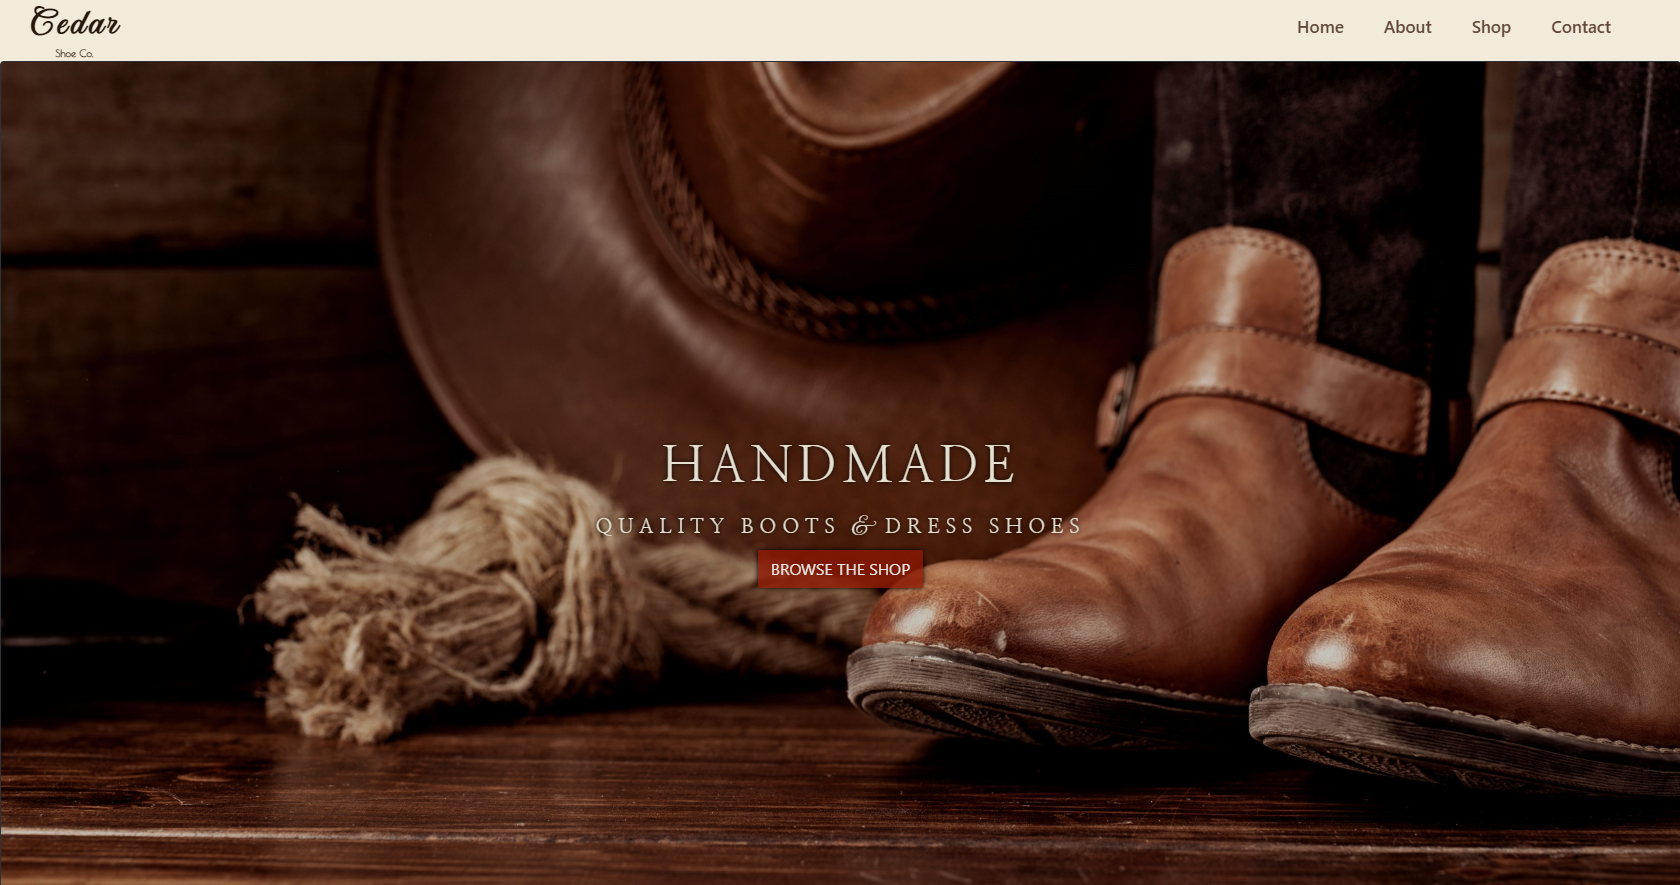 Cedar
Shoe Co.
Home About Shop Contact
HANDMADE
QUALITY BOOTS & DRESS SHOES
BROWSE THE SHOP